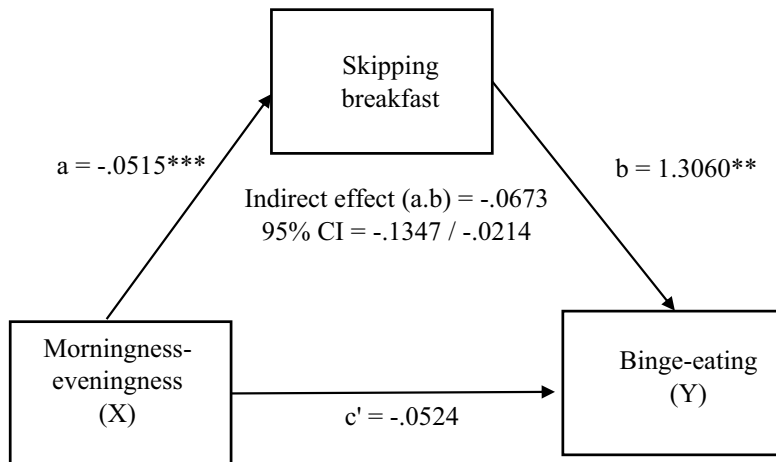 Skipping
breakfast
a = -.0515***
b = 1.3060**
Indirect effect (a.b) = -.0673
95% CI = -.1347 / -.0214
Morningness-
eveningness
(X)
Binge-eating
(Y)
c' = -.0524